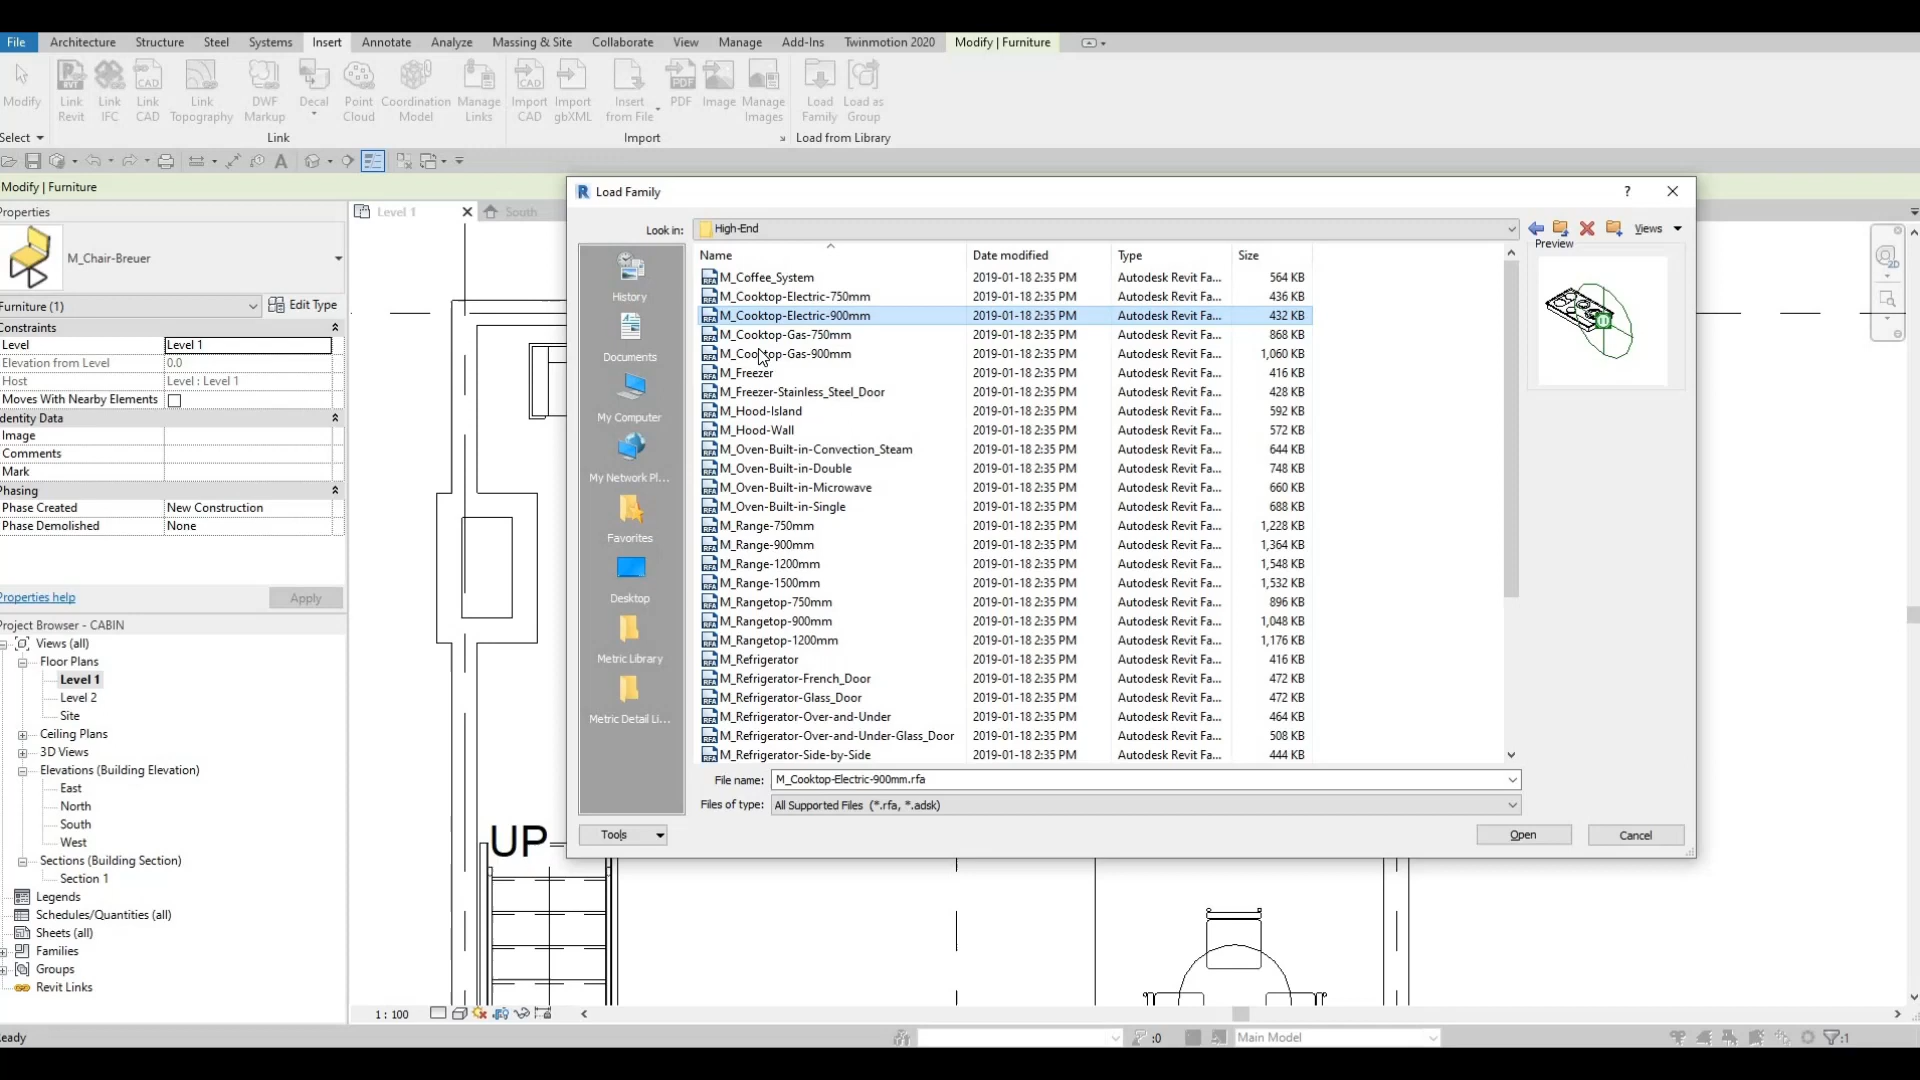 File Architecture Structure Steel Systems Insert Annotate Analyze Massing & Site Collaborate View Manage Add-Ins Twinmotion 2020 Modify | Furniture
Modify
Link Revit
Link IFC
Link CAD
Link Topography
DWF Markup
Decal
Point Cloud
Coordination Model
Manage Links
Import CAD
Import gbXML
Insert from File
PDF
Image
Manage Images
Load Family
Load as Group
Select
Link
Import
Load from Library
Modify | Furniture
Properties
M_Chair-Breuer
Furniture (1)
Edit Type
Constraints
Level Level 1
Elevation from Level 0.0
Host Level : Level 1
Moves With Nearby Elements
Identity Data
Image
Comments
Mark
Phasing
Phase Created New Construction
Phase Demolished None
Properties help
Apply
Project Browser - CABIN
Views (all)
Floor Plans
Level 1
Level 2
Site
Ceiling Plans
3D Views
Elevations (Building Elevation)
East
North
South
West
Sections (Building Section)
Section 1
Legends
Schedules/Quantities (all)
Sheets (all)
Families
Groups
Revit Links
Level 1
South
Load Family
Look in: High-End
Views
Preview
History
Documents
My Computer
My Network Pl...
Favorites
Desktop
Metric Library
Metric Detail Li...
Name Date modified Type Size
M_Coffee_System 2019-01-18 2:35 PM Autodesk Revit Fa... 564 KB
M_Cooktop-Electric-750mm 2019-01-18 2:35 PM Autodesk Revit Fa... 436 KB
M_Cooktop-Electric-900mm 2019-01-18 2:35 PM Autodesk Revit Fa... 432 KB
M_Cooktop-Gas-750mm 2019-01-18 2:35 PM Autodesk Revit Fa... 868 KB
M_Cooktop-Gas-900mm 2019-01-18 2:35 PM Autodesk Revit Fa... 1,060 KB
M_Freezer 2019-01-18 2:35 PM Autodesk Revit Fa... 416 KB
M_Freezer-Stainless_Steel_Door 2019-01-18 2:35 PM Autodesk Revit Fa... 428 KB
M_Hood-Island 2019-01-18 2:35 PM Autodesk Revit Fa... 592 KB
M_Hood-Wall 2019-01-18 2:35 PM Autodesk Revit Fa... 572 KB
M_Oven-Built-in-Convection_Steam 2019-01-18 2:35 PM Autodesk Revit Fa... 644 KB
M_Oven-Built-in-Double 2019-01-18 2:35 PM Autodesk Revit Fa... 748 KB
M_Oven-Built-in-Microwave 2019-01-18 2:35 PM Autodesk Revit Fa... 660 KB
M_Oven-Built-in-Single 2019-01-18 2:35 PM Autodesk Revit Fa... 688 KB
M_Range-750mm 2019-01-18 2:35 PM Autodesk Revit Fa... 1,228 KB
M_Range-900mm 2019-01-18 2:35 PM Autodesk Revit Fa... 1,364 KB
M_Range-1200mm 2019-01-18 2:35 PM Autodesk Revit Fa... 1,548 KB
M_Range-1500mm 2019-01-18 2:35 PM Autodesk Revit Fa... 1,532 KB
M_Rangetop-750mm 2019-01-18 2:35 PM Autodesk Revit Fa... 896 KB
M_Rangetop-900mm 2019-01-18 2:35 PM Autodesk Revit Fa... 1,048 KB
M_Rangetop-1200mm 2019-01-18 2:35 PM Autodesk Revit Fa... 1,176 KB
M_Refrigerator 2019-01-18 2:35 PM Autodesk Revit Fa... 416 KB
M_Refrigerator-French_Door 2019-01-18 2:35 PM Autodesk Revit Fa... 472 KB
M_Refrigerator-Glass_Door 2019-01-18 2:35 PM Autodesk Revit Fa... 472 KB
M_Refrigerator-Over-and-Under 2019-01-18 2:35 PM Autodesk Revit Fa... 464 KB
M_Refrigerator-Over-and-Under-Glass_Door 2019-01-18 2:35 PM Autodesk Revit Fa... 508 KB
M_Refrigerator-Side-by-Side 2019-01-18 2:35 PM Autodesk Revit Fa... 444 KB
File name: M_Cooktop-Electric-900mm.rfa
Files of type: All Supported Files (*.rfa, *.adsk)
Tools
Open
Cancel
UP
1 : 100
eady
:0
Main Model
:1